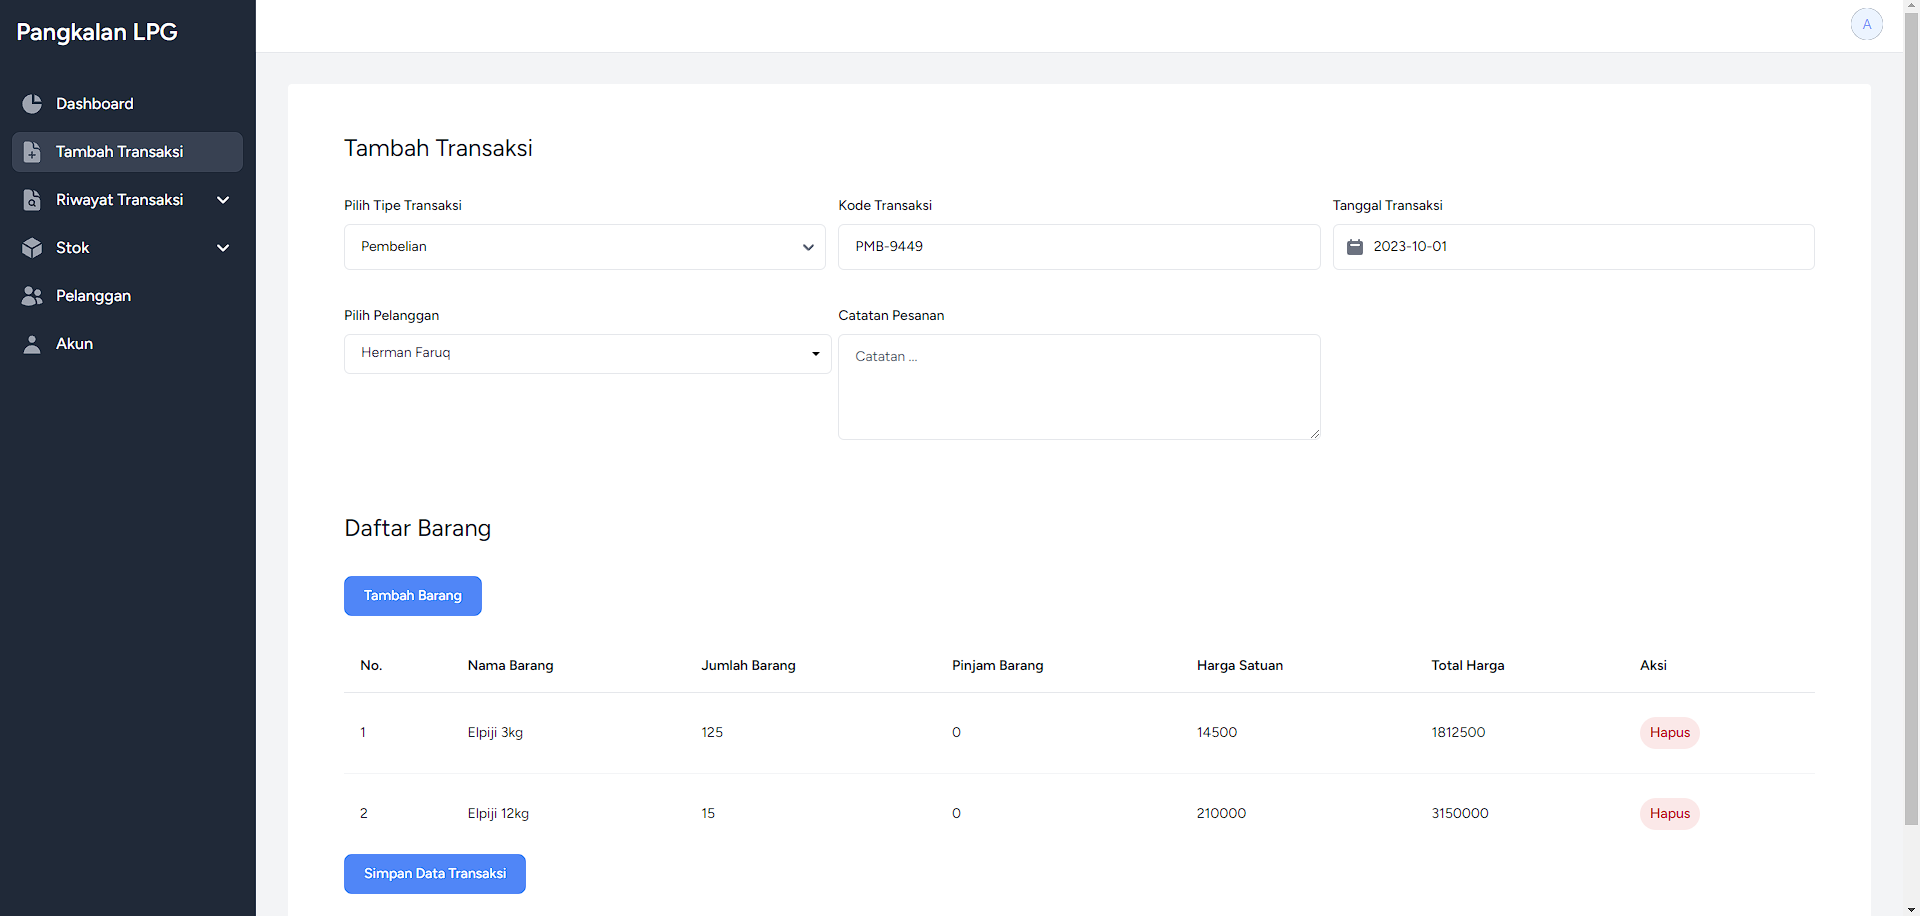 Pangkalan LPG
A
Dashboard
Tambah Transaksi
Riwayat Transaksi
Stok
Pelanggan
Akun
Tambah Transaksi
Pilih Tipe Transaksi Kode Transaksi Tanggal Transaksi
Pembelian PMB-9449 2023-10-01
Pilih Pelanggan Catatan Pesanan
Herman Faruq Catatan ...
Daftar Barang
Tambah Barang
No. Nama Barang Jumlah Barang Pinjam Barang Harga Satuan Total Harga Aksi
1 Elpiji 3kg 125 0 14500 1812500 Hapus
2 Elpiji 12kg 15 0 210000 3150000 Hapus
Simpan Data Transaksi